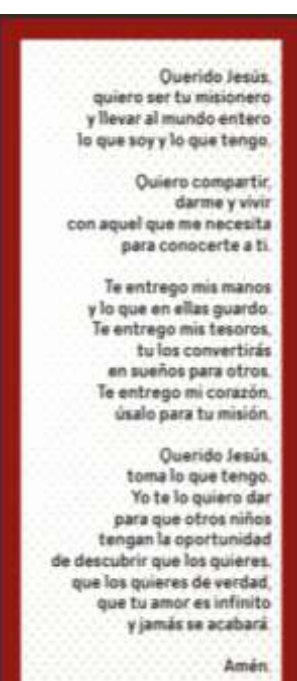 Querido Jesús,
quiero ser tu misionero
y llevar al mundo entero
lo que soy y lo que tengo.
Quiero compartir,
darme y vivir
con aquel que me necesita
para conocerte a ti.
Te entrego mis manos
y lo que en ellas guardo.
Te entrego mis tesoros,
tu los convertirás
en sueños para otros.
Te entrego mi corazón,
úsalo para tu misión.
Querido Jesús,
toma lo que tengo.
Yo te lo quiero dar
para que otros niños
tengan la oportunidad
de descubrir que los quieres,
que los quieres de verdad,
que tu amor es infinito
y jamás se acabará.
Amén.